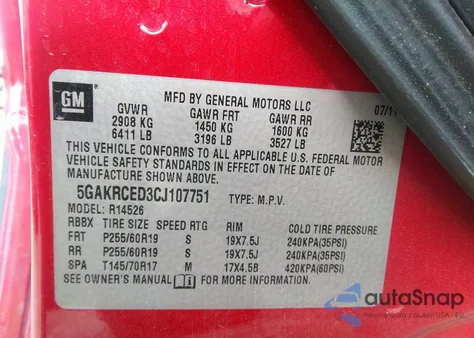 GM
MFD BY GENERAL MOTORS LLC
07/11
GVWR GAWR FRT GAWR RR
2908 KG 1450 KG 1600 KG
6411 LB 3196 LB 3527 LB
THIS VEHICLE CONFORMS TO ALL APPLICABLE U.S. FEDERAL MOTOR
VEHICLE SAFETY STANDARDS IN EFFECT ON THE DATE OF
MANUFACTURE SHOWN ABOVE.
5GAKRCED3CJ107751 TYPE: M.P.V.
MODEL: R14526
RBBX TIRE SIZE SPEED RTG RIM COLD TIRE PRESSURE
FRT P255/60R19 S 19X7.5J 240KPA(35PSI)
RR P255/60R19 S 19X7.5J 240KPA(35PSI)
SPA T145/70R17 M 17X4.5B 420KPA(60PSI)
SEE OWNER'S MANUAL
autaSnap